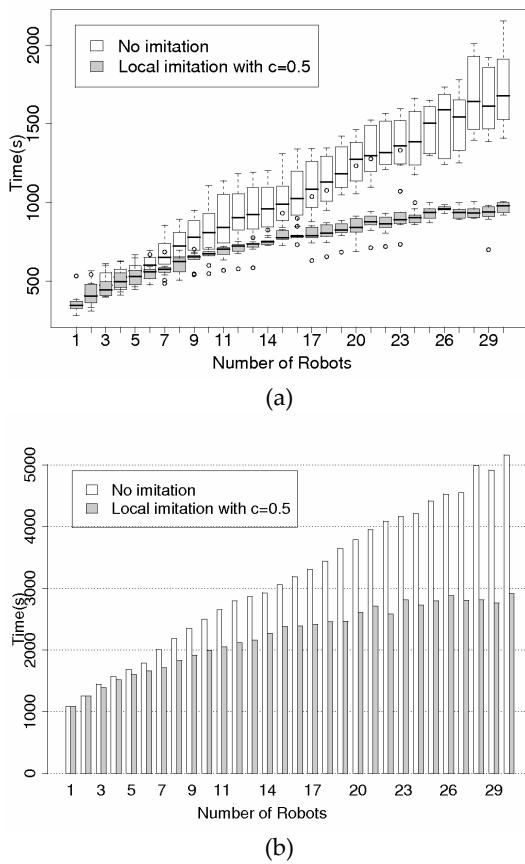 2000
1500
1000
500
Time(s)
No imitation
Local imitation with c=0.5
1 3 5 7 9 11 14 17 20 23 26 29
Number of Robots
(a)
5000
4000
3000
2000
1000
0
Time(s)
No imitation
Local imitation with c=0.5
1 3 5 7 9 11 14 17 20 23 26 29
Number of Robots
(b)